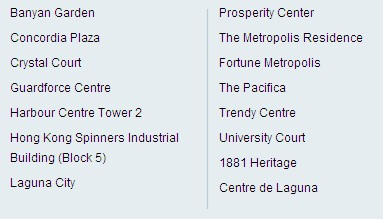 Banyan Garden
Concordia Plaza
Crystal Court
Guardforce Centre
Harbour Centre Tower 2
Hong Kong Spinners Industrial
Building (Block 5)
Laguna City
Prosperity Center
The Metropolis Residence
Fortune Metropolis
The Pacifica
Trendy Centre
University Court
1881 Heritage
Centre de Laguna